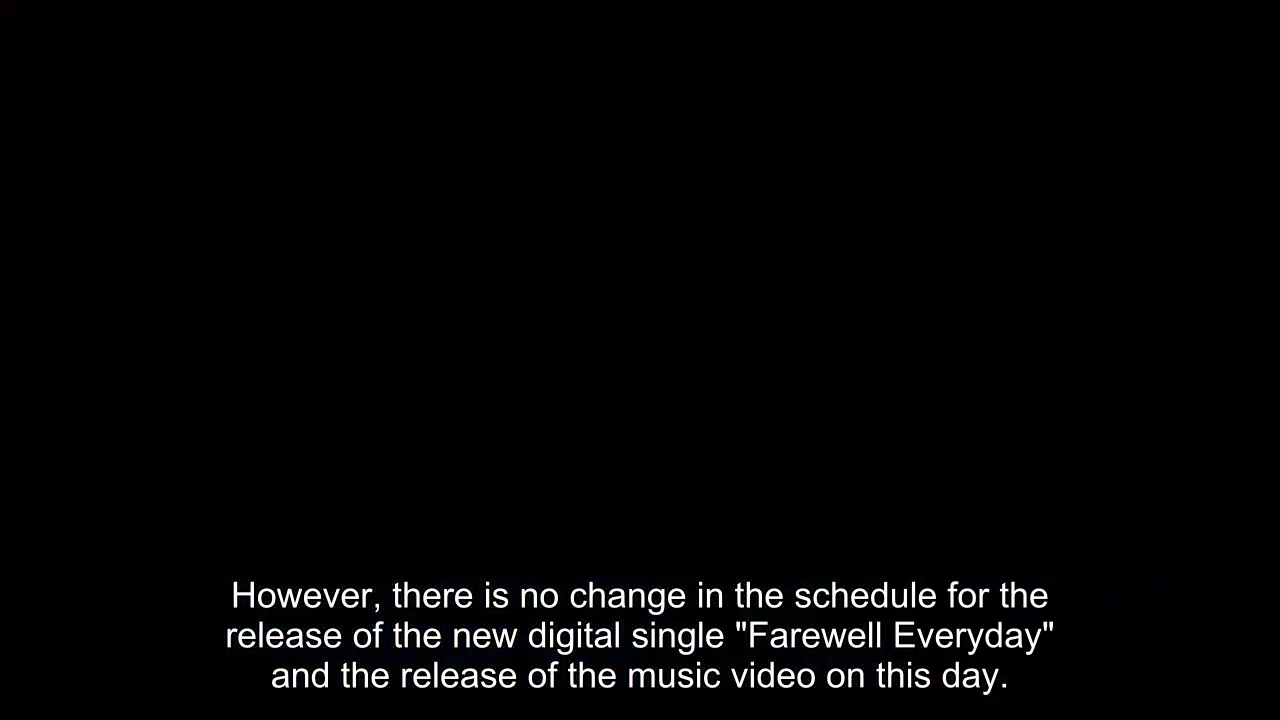 However, there is no change in the schedule for the
release of the new digital single "Farewell Everyday"
and the release of the music video on this day.